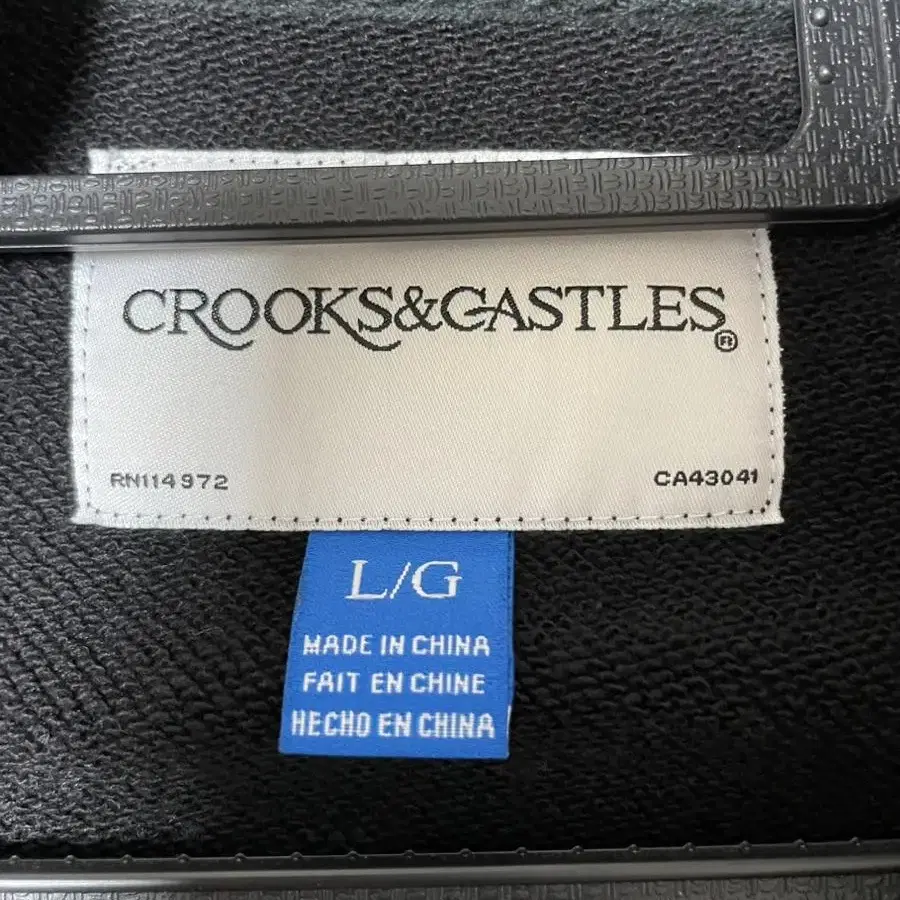 CROOKS&CASTLES®
RN114972 CA43041
L/G
MADE IN CHINA
FAIT EN CHINE
HECHO EN CHINA